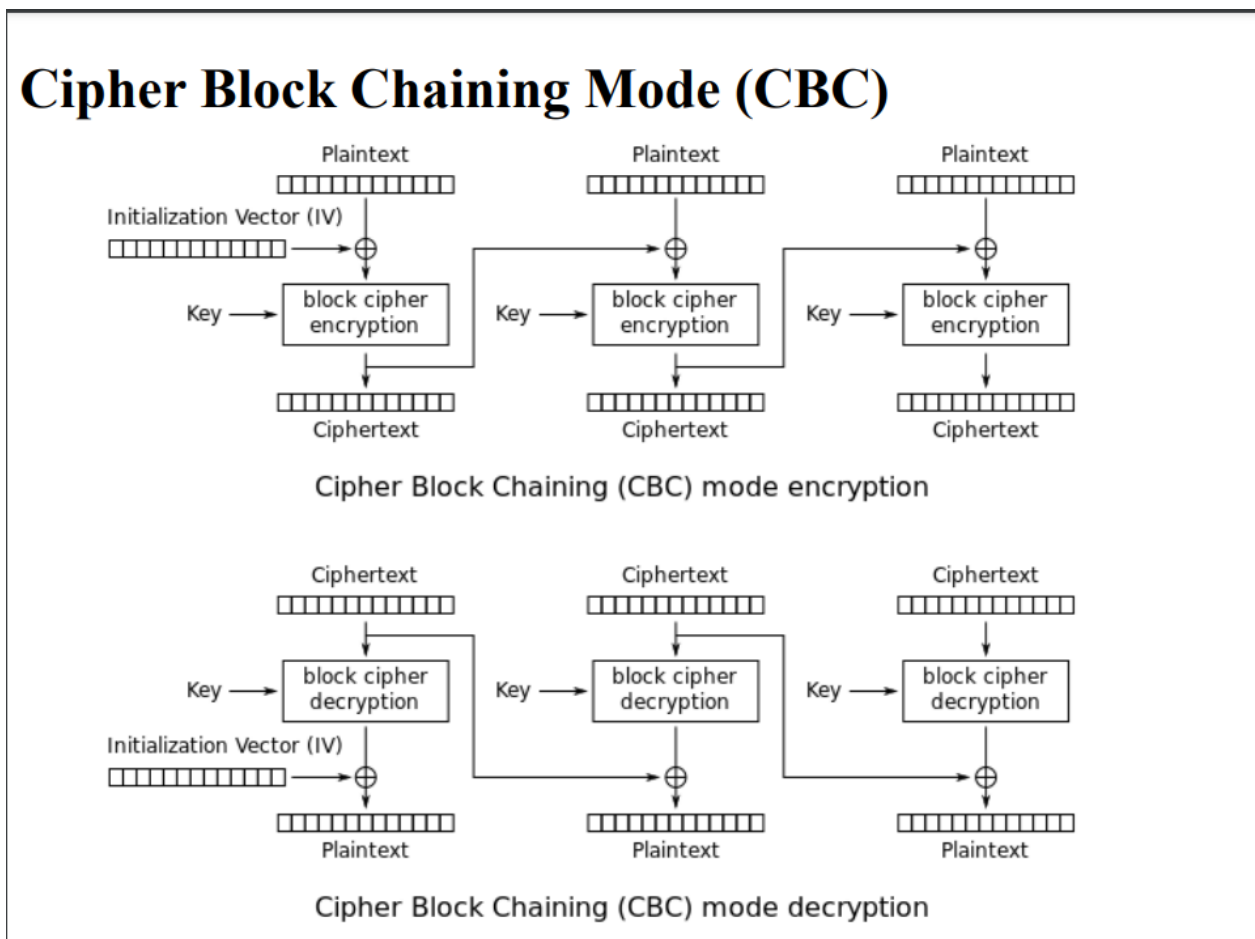 Cipher Block Chaining Mode (CBC)
Plaintext Plaintext Plaintext
Initialization Vector (IV)
Key block cipher encryption Key block cipher encryption Key block cipher encryption
Ciphertext Ciphertext Ciphertext
Cipher Block Chaining (CBC) mode encryption
Ciphertext Ciphertext Ciphertext
Key block cipher decryption Key block cipher decryption Key block cipher decryption
Initialization Vector (IV)
Plaintext Plaintext Plaintext
Cipher Block Chaining (CBC) mode decryption